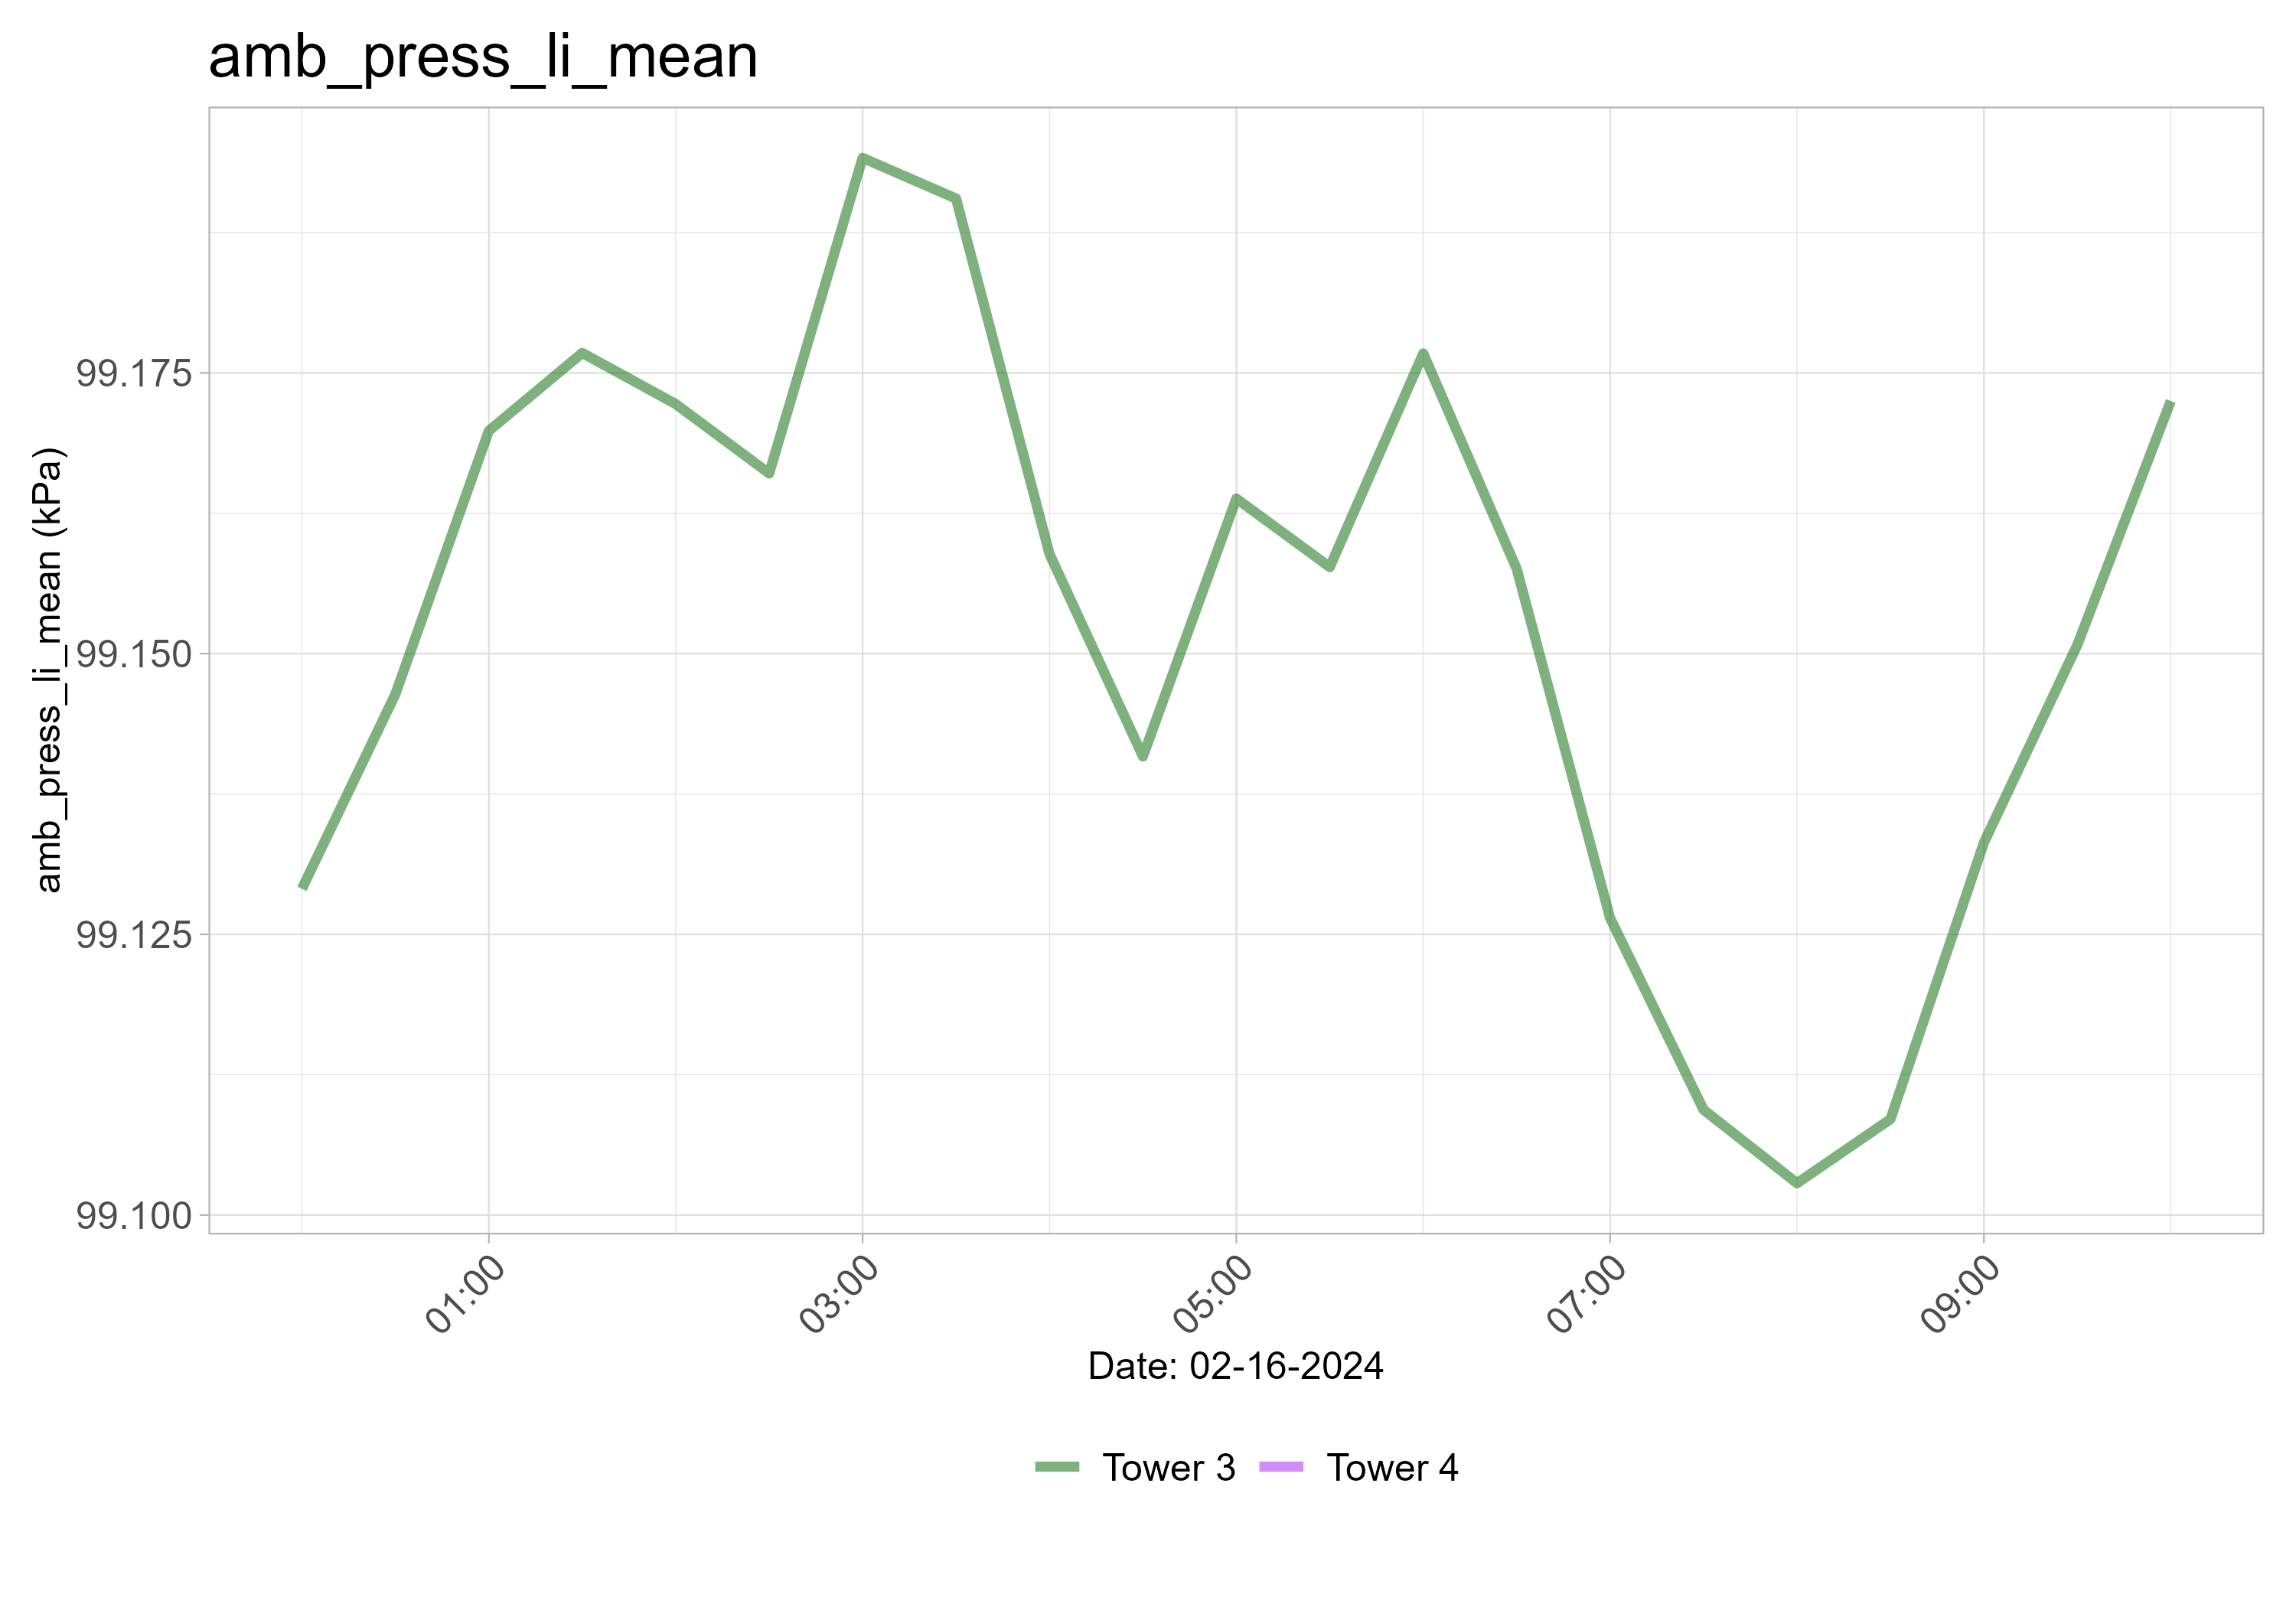 amb_press_li_mean
amb_press_li_mean (kPa)
99.175
99.150
99.125
99.100
01:00
03:00
05:00
07:00
09:00
Date: 02-16-2024
Tower 3
Tower 4